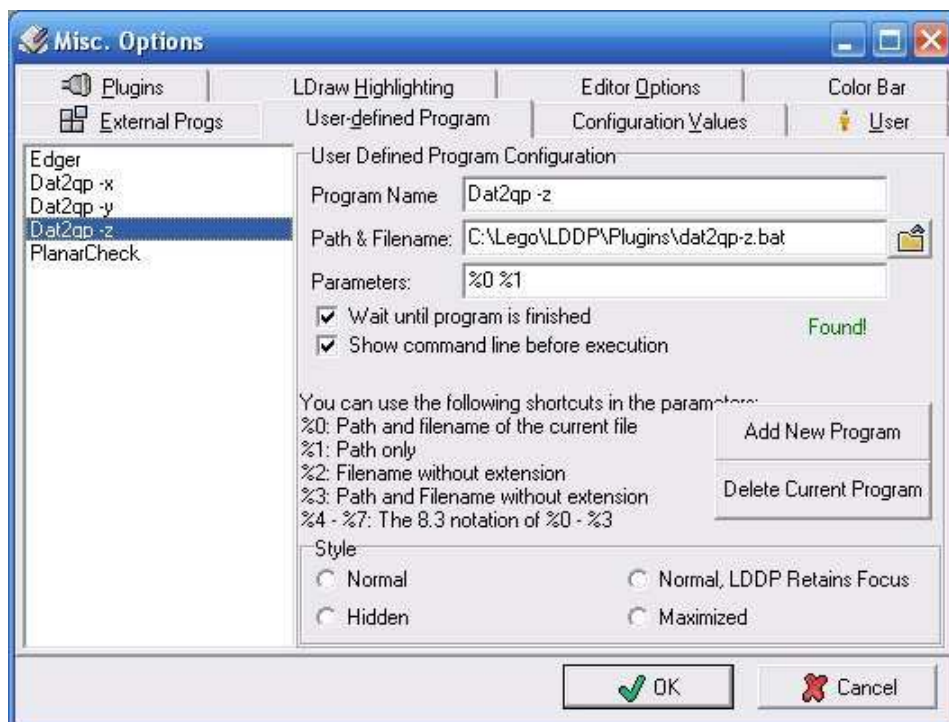 Misc. Options
Plugins LDraw Highlighting Editor Options Color Bar
External Progs User-defined Program Configuration Values User
Edger
Dat2qp -x
Dat2qp -y
Dat2qp -z
PlanarCheck
User Defined Program Configuration
Program Name Dat2qp -z
Path & Filename: C:\Lego\LDDP\Plugins\dat2qp-z.bat
Parameters: %0 %1
Wait until program is finished
Found!
Show command line before execution
You can use the following shortcuts in the parameters:
%0: Path and filename of the current file
%1: Path only
%2: Filename without extension
%3: Path and Filename without extension
%4 - %7: The 8.3 notation of %0 - %3
Add New Program
Delete Current Program
Style
Normal Normal, LDDP Retains Focus
Hidden Maximized
OK Cancel